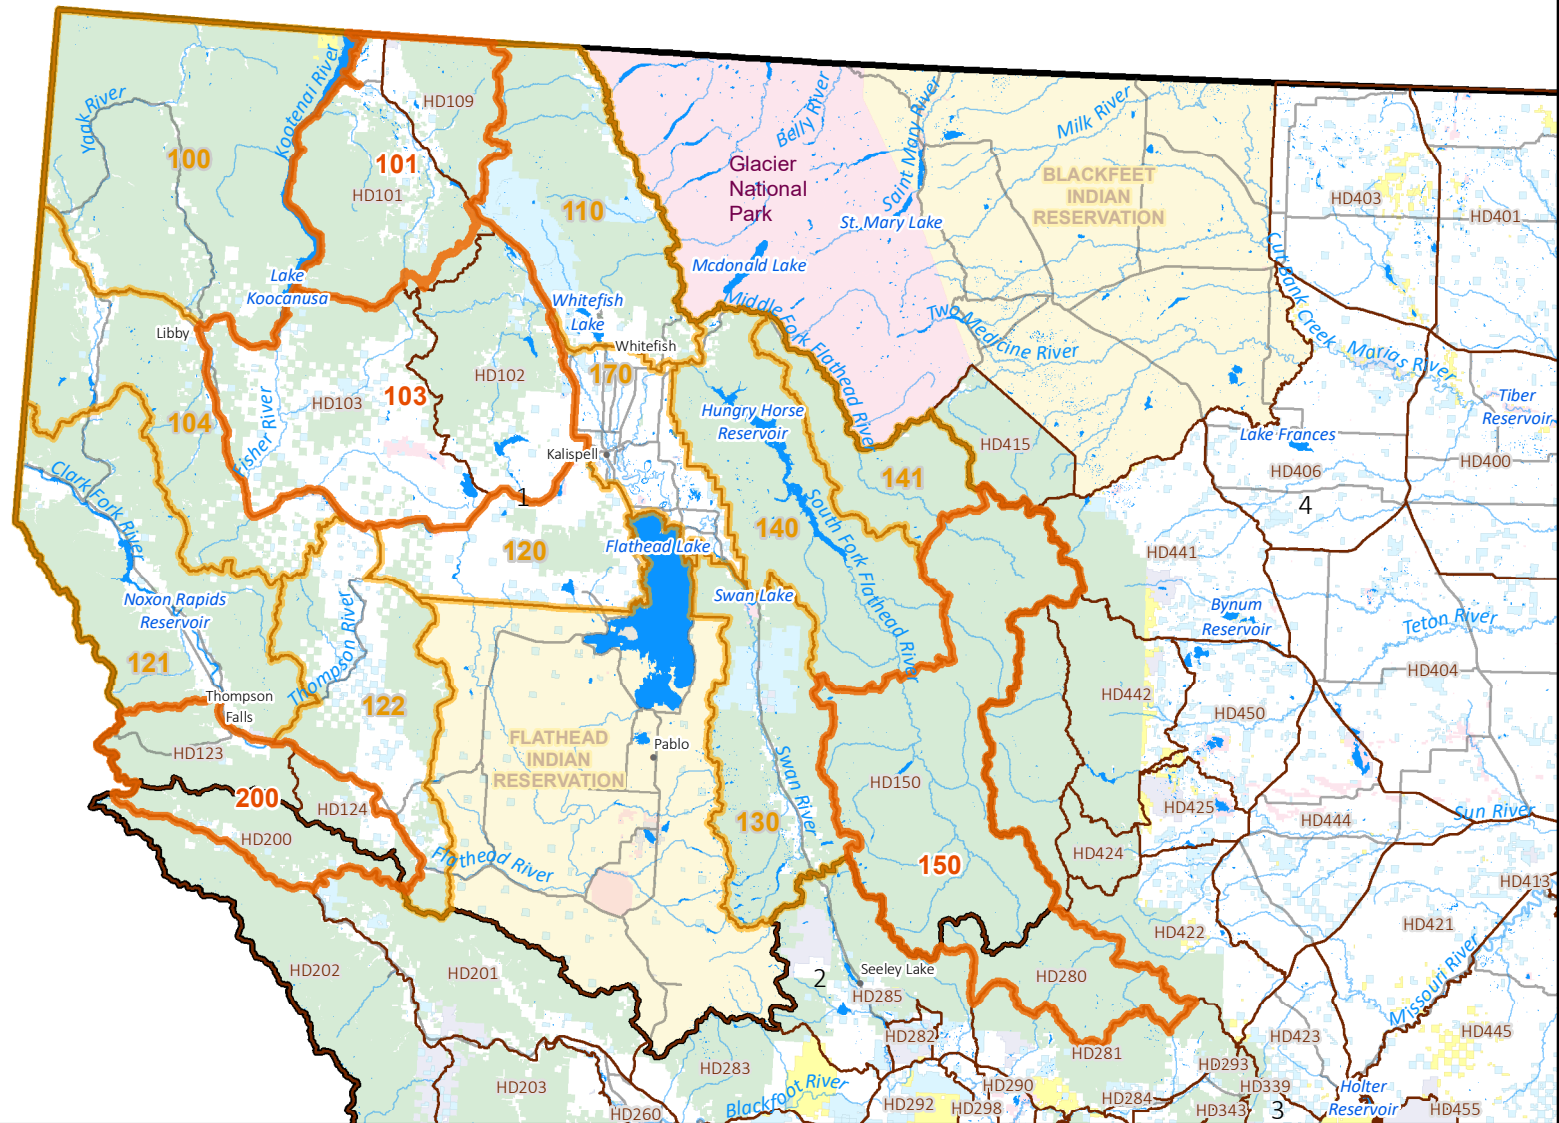 Yaak River
Kootenai River
HD109
100
101
HD101
110
Glacier
National
Park
Belly River
Saint Mary River
St. Mary Lake
Milk River
BLACKFEET
INDIAN
RESERVATION
HD403
HD401
Lake
Koocanusa
Mcdonald Lake
Whitefish
Lake
Middle Fork Flathead River
Two Medicine River
Cut Bank Creek
Marias River
Libby
Whitefish
HD102
170
HD103
103
104
Fisher River
Hungry Horse
Reservoir
Tiber
Reservoir
Lake Frances
HD415
HD406
HD400
Kalispell
141
Clark Fork River
1
4
140
South Fork Flathead River
120
Flathead Lake
HD441
Noxon Rapids
Reservoir
Swan Lake
Bynum
Reservoir
Teton River
Thompson River
121
HD404
Thompson
Falls
122
HD442
HD450
FLATHEAD
INDIAN
RESERVATION
Pablo
HD123
Swan River
HD150
200
HD124
HD425
Sun River
HD444
130
HD200
Flathead River
150
HD424
HD413
HD421
HD422
HD202
HD201
Seeley Lake
2
HD280
HD285
Missouri River
HD282
HD281
HD423
HD445
HD283
HD293
HD203
HD290
HD339
Holter
Reservoir
Blackfoot River
HD260
HD292
HD298
HD284
HD343
3
HD455